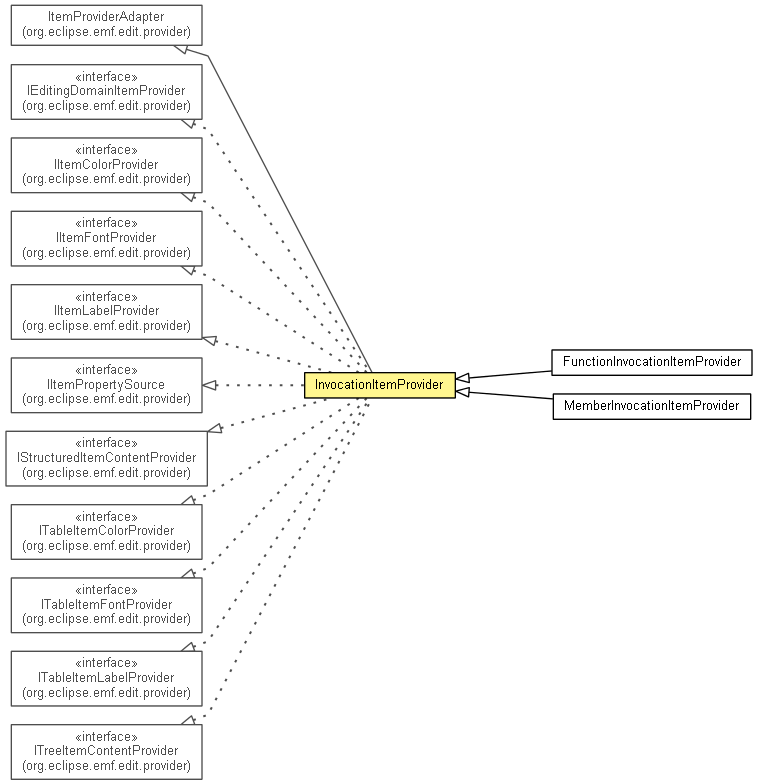 ItemProviderAdapter
(org.eclipse.emf.edit.provider)
«interface»
IEditingDomainItemProvider
(org.eclipse.emf.edit.provider)
«interface»
IItemColorProvider
(org.eclipse.emf.edit.provider)
«interface»
IItemFontProvider
(org.eclipse.emf.edit.provider)
«interface»
IItemLabelProvider
(org.eclipse.emf.edit.provider)
«interface»
IItemPropertySource
(org.eclipse.emf.edit.provider)
«interface»
IStructuredItemContentProvider
(org.eclipse.emf.edit.provider)
«interface»
ITableItemColorProvider
(org.eclipse.emf.edit.provider)
«interface»
ITableItemFontProvider
(org.eclipse.emf.edit.provider)
«interface»
ITableItemLabelProvider
(org.eclipse.emf.edit.provider)
«interface»
ITreeItemContentProvider
(org.eclipse.emf.edit.provider)
InvocationItemProvider
FunctionInvocationItemProvider
MemberInvocationItemProvider